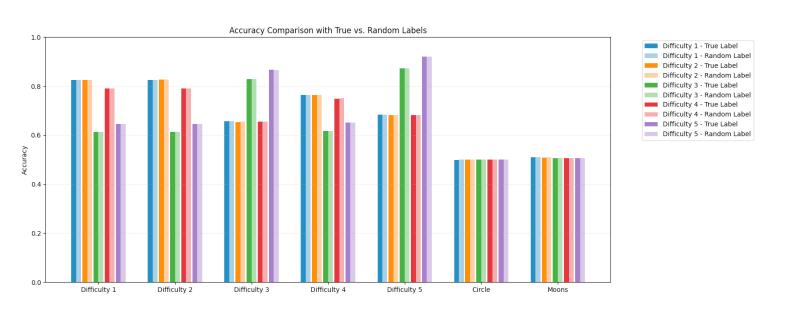 Accuracy Comparison with True vs. Random Labels
1.0
0.8
0.6
0.4
0.2
0.0
Accuracy
Difficulty 1
Difficulty 2
Difficulty 3
Difficulty 4
Difficulty 5
Circle
Moons
Difficulty 1 - True Label
Difficulty 1 - Random Label
Difficulty 2 - True Label
Difficulty 2 - Random Label
Difficulty 3 - True Label
Difficulty 3 - Random Label
Difficulty 4 - True Label
Difficulty 4 - Random Label
Difficulty 5 - True Label
Difficulty 5 - Random Label